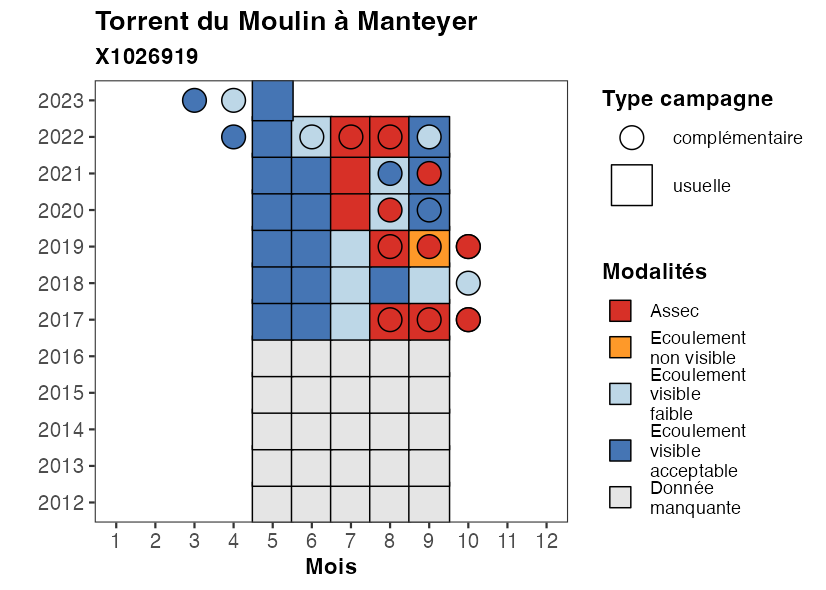 Torrent du Moulin à Manteyer
X1026919
2023
2022
2021
2020
2019
2018
2017
2016
2015
2014
2013
2012
1 2 3 4 5 6 7 8 9 10 11 12
Mois
Type campagne
complémentaire
usuelle
Modalités
Assec
Ecoulement
non visible
Ecoulement
visible
faible
Ecoulement
visible
acceptable
Donnée
manquante